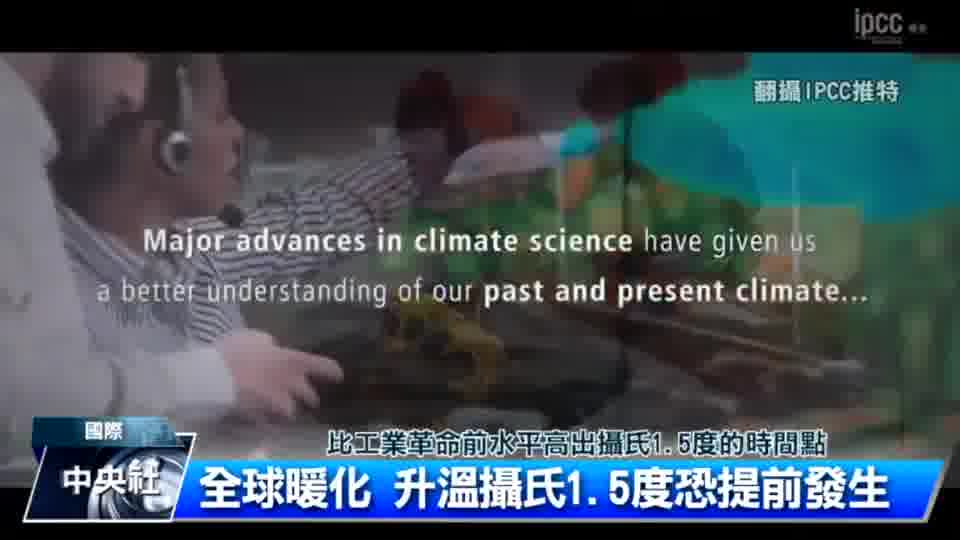 ipcc
翻攝IPCC推特
Major advances in climate science have given us
a better understanding of our past and present climate...
國際
比工業革命前水平高出攝氏1.5度的時間點
中央社
全球暖化 升溫攝氏1.5度恐提前發生